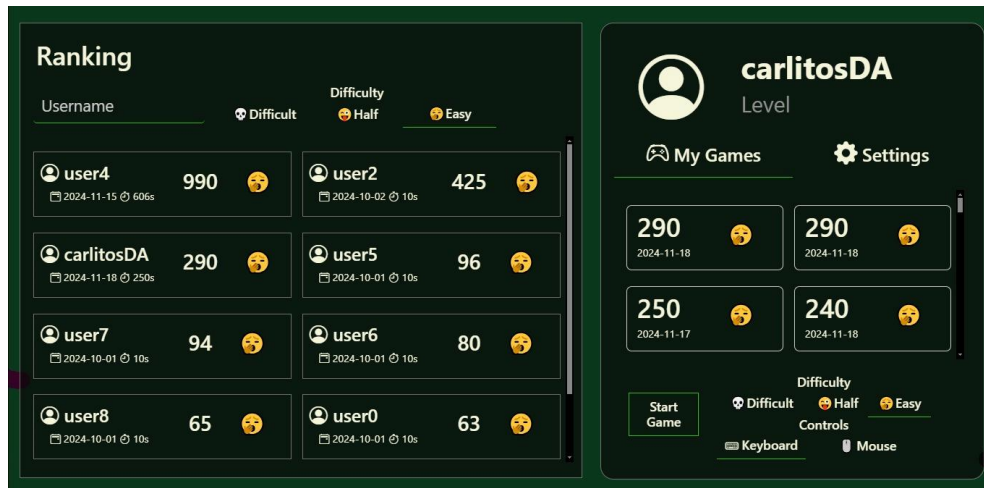 Ranking
Username
Difficulty
Difficult Half Easy
user4
2024-11-15 606s
990
user2
2024-10-02 10s
425
carlitosDA
2024-11-18 250s
290
user5
2024-10-01 10s
96
user7
2024-10-01 10s
94
user6
2024-10-01 10s
80
user8
2024-10-01 10s
65
user0
2024-10-01 10s
63
carlitosDA
Level
My Games Settings
290
2024-11-18
290
2024-11-18
250
2024-11-17
240
2024-11-18
Start
Game
Difficulty
Difficult Half Easy
Controls
Keyboard Mouse